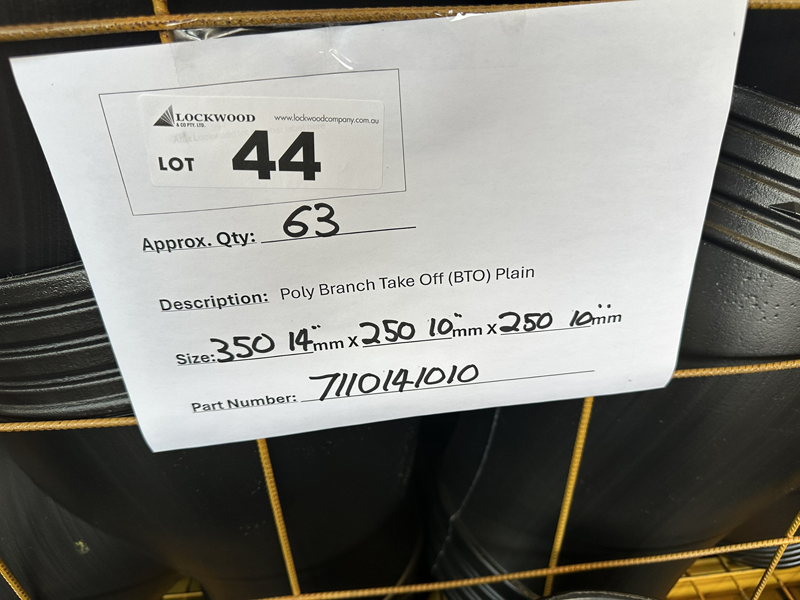 LOCKWOOD www.lockwoodcompany.com.au
& CO PTY. LTD.
LOT 44
Approx. Qty: 63
Description: Poly Branch Take Off (BTO) Plain
Size: 350 14" mm x 250 10" mm x 250 10" mm
Part Number: 7110141010